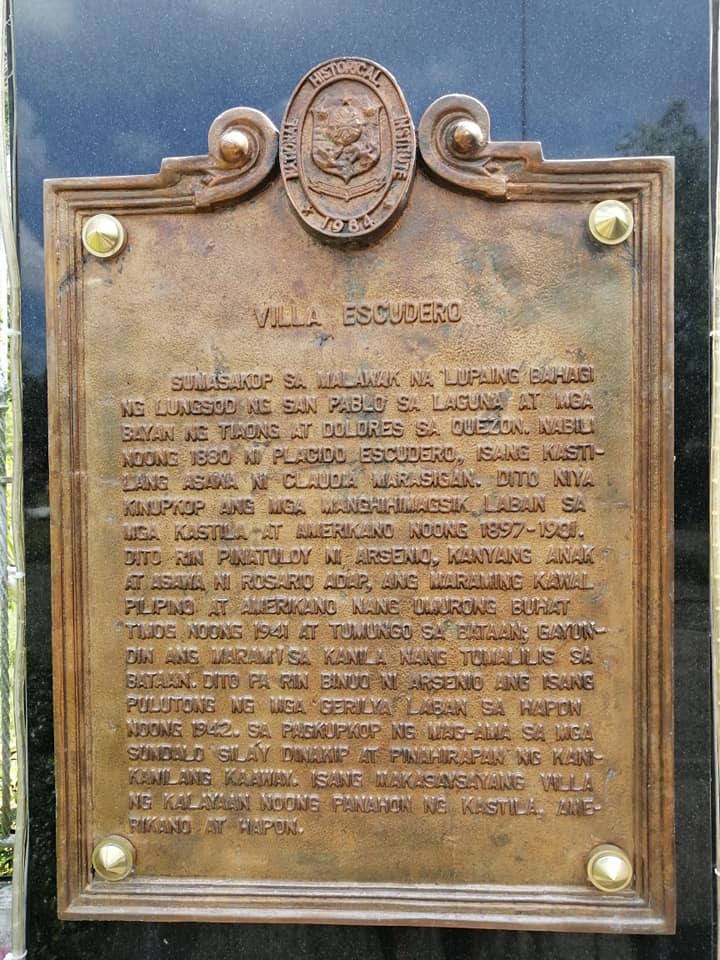 NATIONAL HISTORICAL INSTITUTE
1984
VILLA ESCUDERO
SUMASAKOP SA MALAWAK NA LUPAING BAHAGI
NG LUNGSOD NG SAN PABLO SA LAGUNA AT MGA
BAYAN NG TIAONG AT DOLORES SA QUEZON. NABILI
NOONG 1880 NI PLACIDO ESCUDERO, ISANG KASTI-
LANG ASAWA NI CLAUDIA MARASIGAN. DITO NIYA
KINUPKOP ANG MGA MANGHIHIMAGSIK LABAN SA
MGA KASTILA AT AMERIKANO NOONG 1897-1901.
DITO RIN PINATULOY NI ARSENIO, KANYANG ANAK
AT ASAWA NI ROSARIO ADAP, ANG MARAMING KAWAL
PILIPINO AT AMERIKANO NANG UMURONG BUHAT
TIMOG NOONG 1941 AT TUMUNGO SA BATAAN; GAYUN-
DIN ANG MARAMI SA KANILA NANG TUMALILIS SA
BATAAN. DITO PA RIN BINUO NI ARSENIO ANG ISANG
PULUTONG NG MGA GERILYA LABAN SA HAPON
NOONG 1942. SA PAGKUPKOP NG MAG-AMA SA MGA
SUNDALO SILA'Y DINAKIP AT PINAHIRAPAN NG KANI-
KANILANG KAAWAY. ISANG MAKASAYSAYANG VILLA
NG KALAYAAN NOONG PANAHON NG KASTILA, AME-
RIKANO AT HAPON.